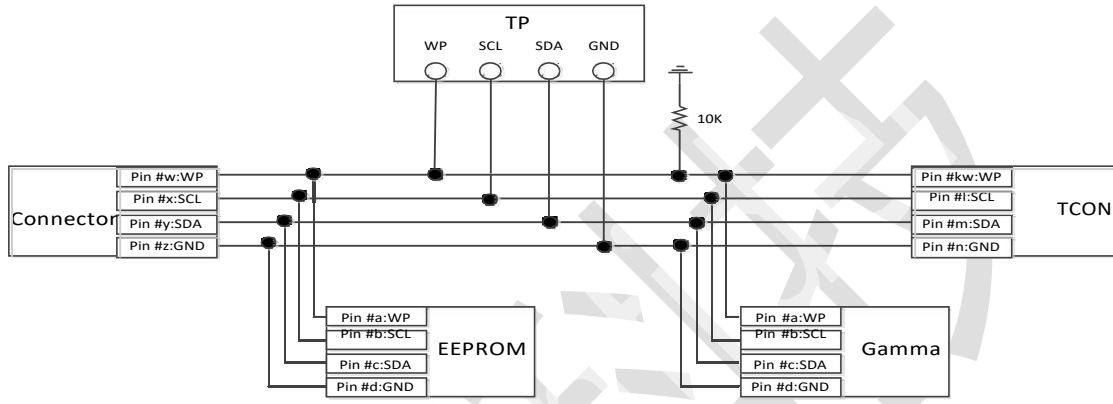 TP
WP SCL SDA GND
10K
Connector
Pin #w:WP
Pin #x:SCL
Pin #y:SDA
Pin #z:GND
Pin #kw:WP
Pin #l:SCL
Pin #m:SDA
Pin #n:GND
TCON
Pin #a:WP
Pin #b:SCL
Pin #c:SDA
Pin #d:GND
EEPROM
Pin #a:WP
Pin #b:SCL
Pin #c:SDA
Pin #d:GND
Gamma